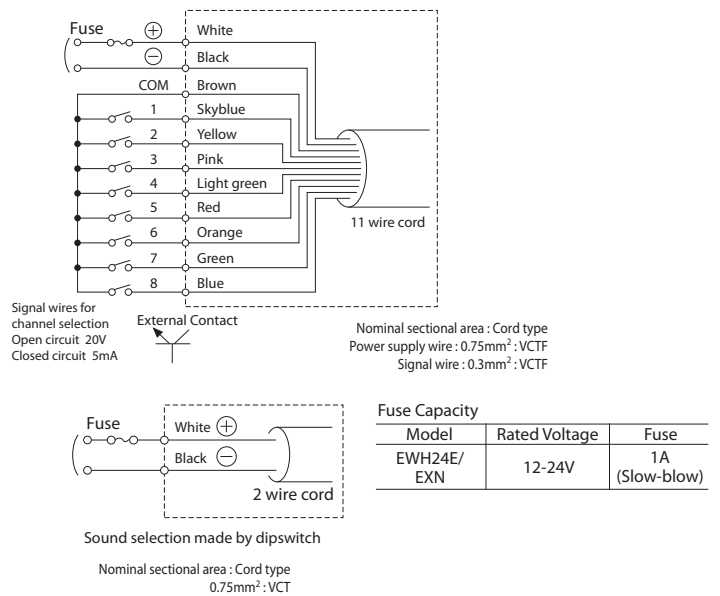 Fuse ⊕ White
⊖ Black
COM Brown
1 Skyblue
2 Yellow
3 Pink
4 Light green
5 Red
6 Orange
7 Green
8 Blue
11 wire cord
Signal wires for
channel selection
Open circuit 20V
Closed circuit 5mA
External Contact
Nominal sectional area : Cord type
Power supply wire : 0.75mm² : VCTF
Signal wire : 0.3mm² : VCTF
Fuse White ⊕
Black ⊖
2 wire cord
Sound selection made by dipswitch
Nominal sectional area : Cord type
0.75mm² : VCT
Fuse Capacity
Model Rated Voltage Fuse
EWH24E/
EXN 12-24V 1A
(Slow-blow)